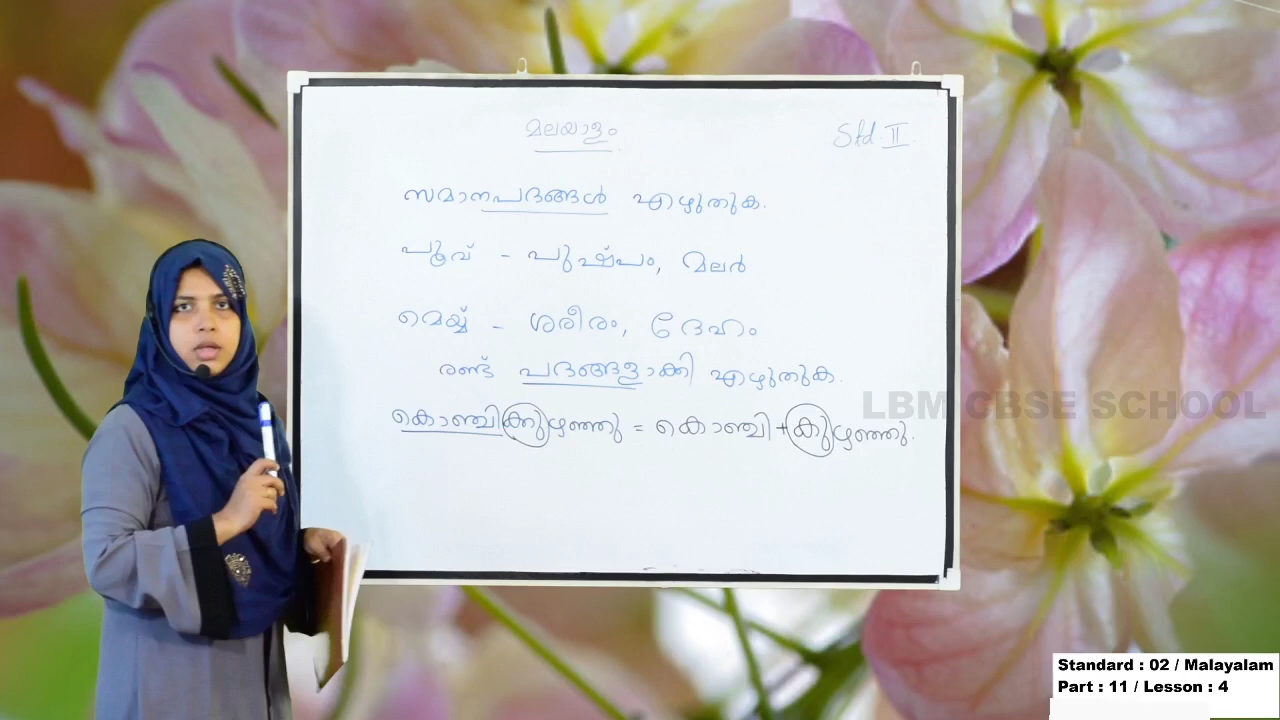 മലയാളം
Std. II
സമാനപദങ്ങൾ എഴുതുക.
പൂവ് - പുഷ്പം, മലർ
മെയ്യ് - ശരീരം, ദേഹം
രണ്ട് പദങ്ങളാക്കി എഴുതുക.
കൊഞ്ചിക്കുഴഞ്ഞു = കൊഞ്ചി+കുഴഞ്ഞു.
LBM CBSE SCHOOL
Standard : 02 / Malayalam
Part : 11 / Lesson : 4